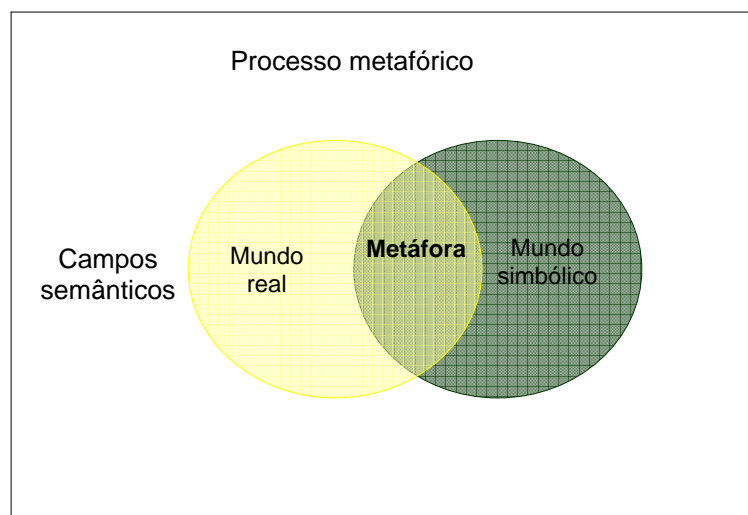 Processo metafórico
Campos
semânticos
Mundo
real
Metáfora
Mundo
simbólico